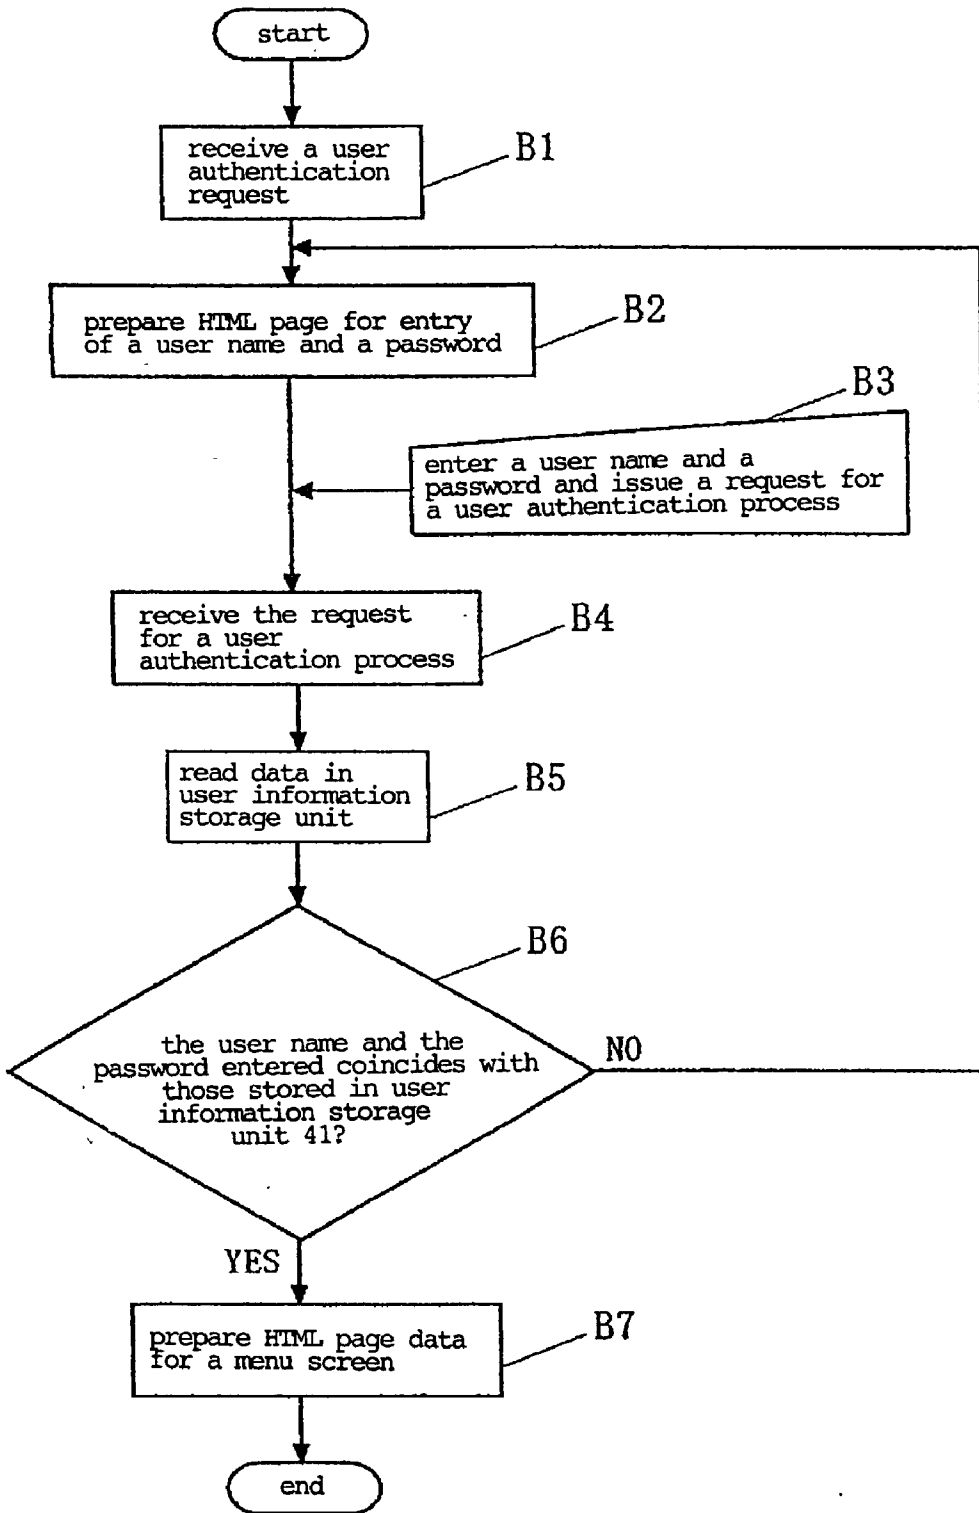 start
receive a user
authentication
request
B1
prepare HTML page for entry
of a user name and a password
B2
B3
enter a user name and a
password and issue a request for
a user authentication process
receive the request
for a user
authentication process
B4
read data in
user information
storage unit
B5
B6
the user name and the
password entered coincides with
those stored in user
information storage
unit 41?
NO
YES
prepare HTML page data
for a menu screen
B7
end